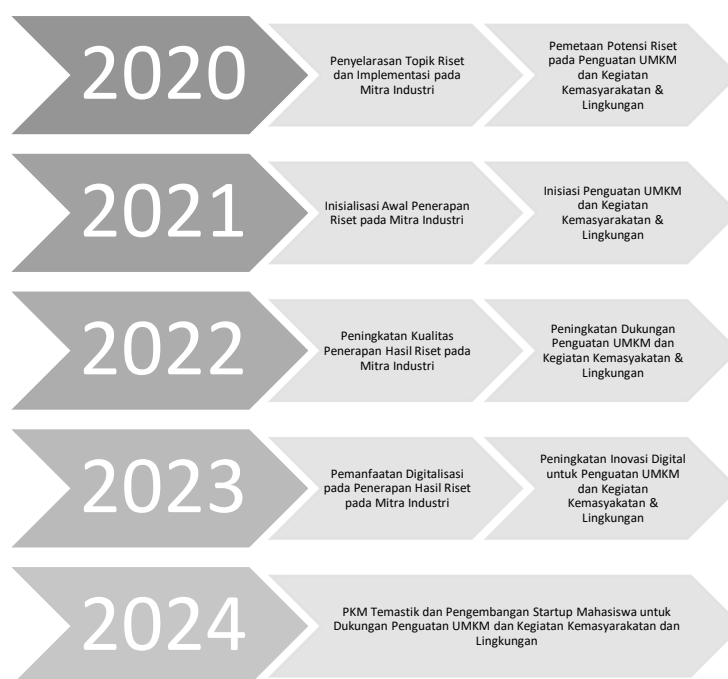 2020
Penyelarasan Topik Riset
dan Implementasi pada
Mitra Industri
Pemetaan Potensi Riset
pada Penguatan UMKM
dan Kegiatan
Kemasyarakatan &
Lingkungan
2021
Inisialisasi Awal Penerapan
Riset pada Mitra Industri
Inisiasi Penguatan UMKM
dan Kegiatan
Kemasyarakatan &
Lingkungan
2022
Peningkatan Kualitas
Penerapan Hasil Riset pada
Mitra Industri
Peningkatan Dukungan
Penguatan UMKM dan
Kegiatan Kemasyakatan &
Lingkungan
2023
Pemanfaatan Digitalisasi
pada Penerapan Hasil Riset
pada Mitra Industri
Peningkatan Inovasi Digital
untuk Penguatan UMKM
dan Kegiatan
Kemasyakatan &
Lingkungan
2024
PKM Temastik dan Pengembangan Startup Mahasiswa untuk
Dukungan Penguatan UMKM dan Kegiatan Kemasyarakatan dan
Lingkungan